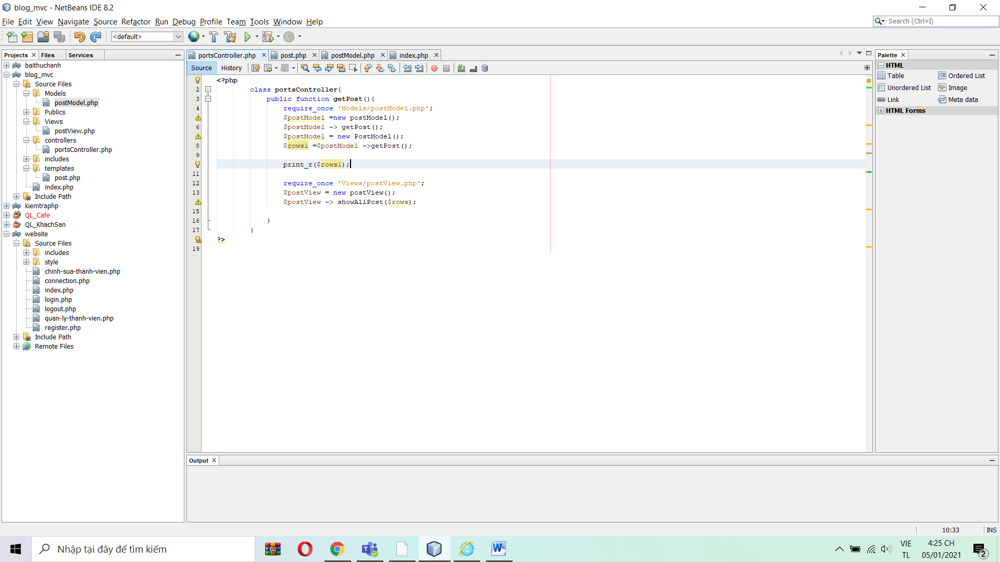 blog_mvc - NetBeans IDE 8.2
File Edit View Navigate Source Refactor Run Debug Profile Team Tools Window Help
Search (Ctrl+I)
<default>
Projects Files Services
baithuchanh
blog_mvc
Source Files
Models
postModel.php
Publics
Views
postView.php
controllers
portsController.php
includes
templates
post.php
index.php
Include Path
kiemtraphp
QL_Cafe
QL_KhachSan
website
Source Files
includes
style
chinh-sua-thanh-vien.php
connection.php
index.php
login.php
logout.php
quan-ly-thanh-vien.php
register.php
Include Path
Remote Files
portsController.php post.php postModel.php index.php
Source History
<?php
2 class portsController{
3 public function getPost(){
4 require_once 'Models/postModel.php';
$postModel =new postModel();
6 $postModel -> getPost();
$postModel = new PostModel();
8 $rows1 =$postModel ->getPost();
9
print_r($rows1);
11
12 require_once 'Views/postView.php';
13 $postView = new postView();
$postView -> showAllPost($rows);
15
16 }
17 }
?>
19
Palette
HTML
Table Ordered List
Unordered List Image
Link Meta data
HTML Forms
Output
10:33 INS
Nhập tại đây để tìm kiếm
VIE
TL
4:25 CH
05/01/2021
2